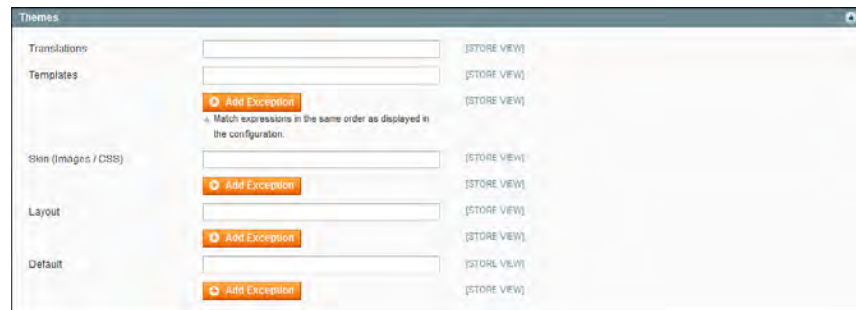 Themes
Translations [STORE VIEW]
Templates [STORE VIEW]
Add Exception [STORE VIEW]
Match expressions in the same order as displayed in
the configuration.
Skin (Images / CSS) [STORE VIEW]
Add Exception [STORE VIEW]
Layout [STORE VIEW]
Add Exception [STORE VIEW]
Default [STORE VIEW]
Add Exception [STORE VIEW]